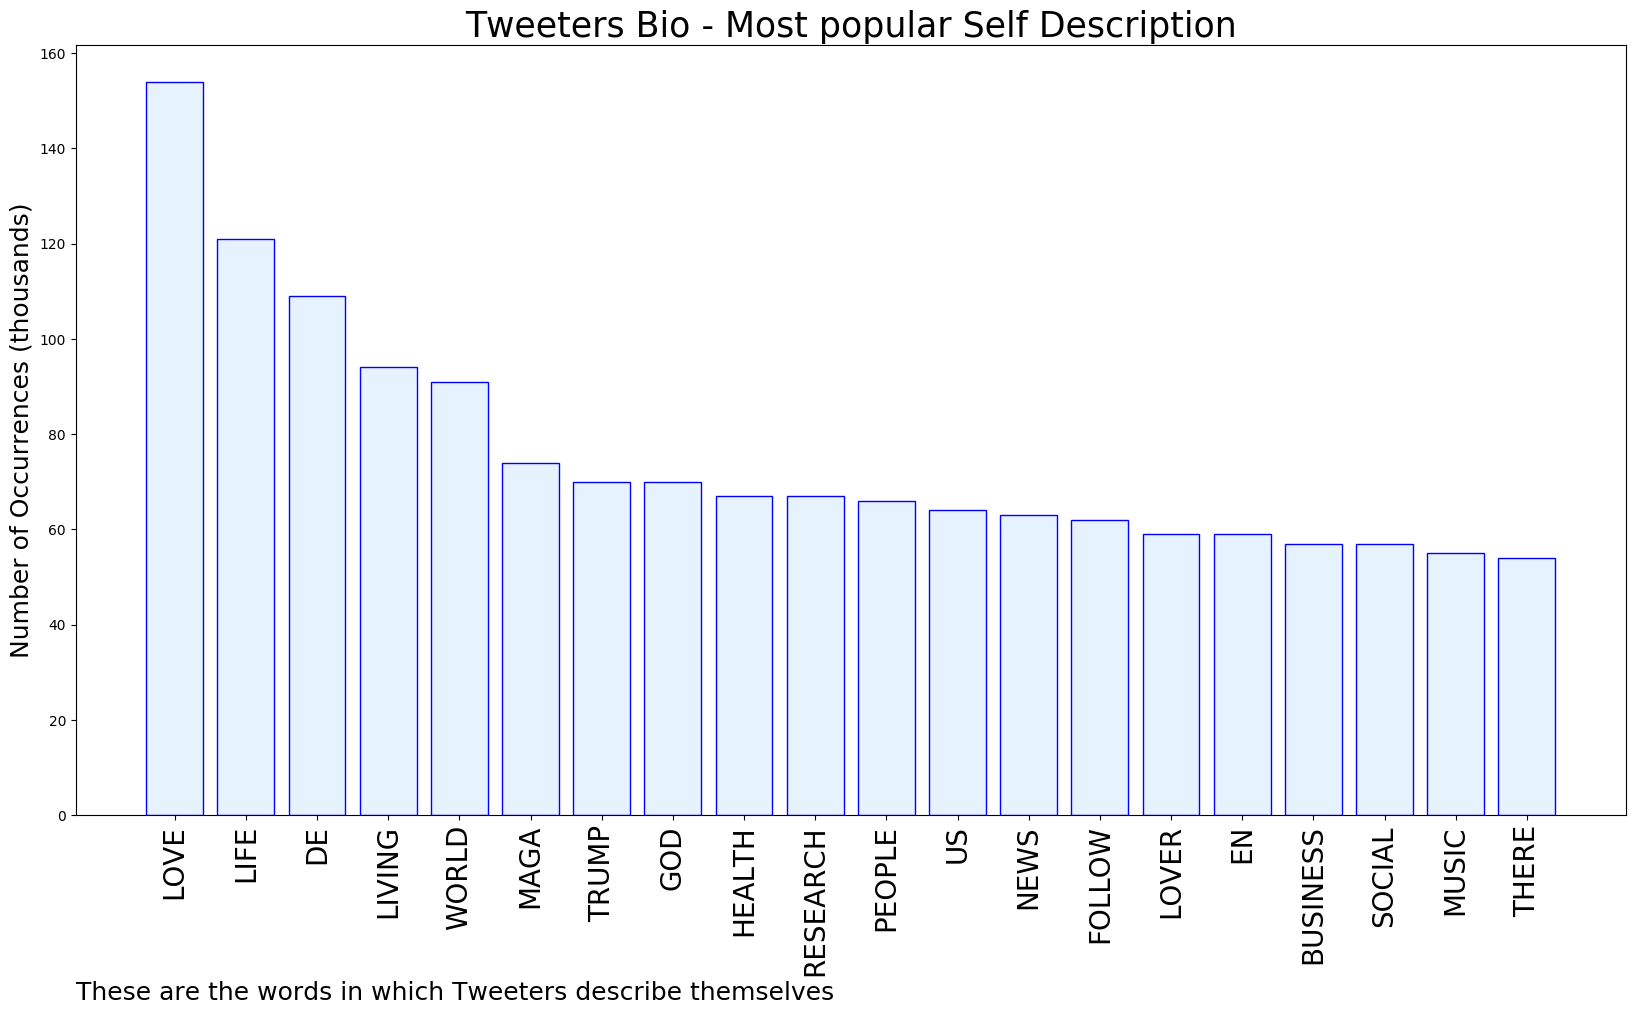 Tweeters Bio - Most popular Self Description
Number of Occurrences (thousands)
160
140
120
100
80
60
40
20
0
LOVE
LIFE
DE
LIVING
WORLD
MAGA
TRUMP
GOD
HEALTH
RESEARCH
PEOPLE
US
NEWS
FOLLOW
LOVER
EN
BUSINESS
SOCIAL
MUSIC
THERE
These are the words in which Tweeters describe themselves